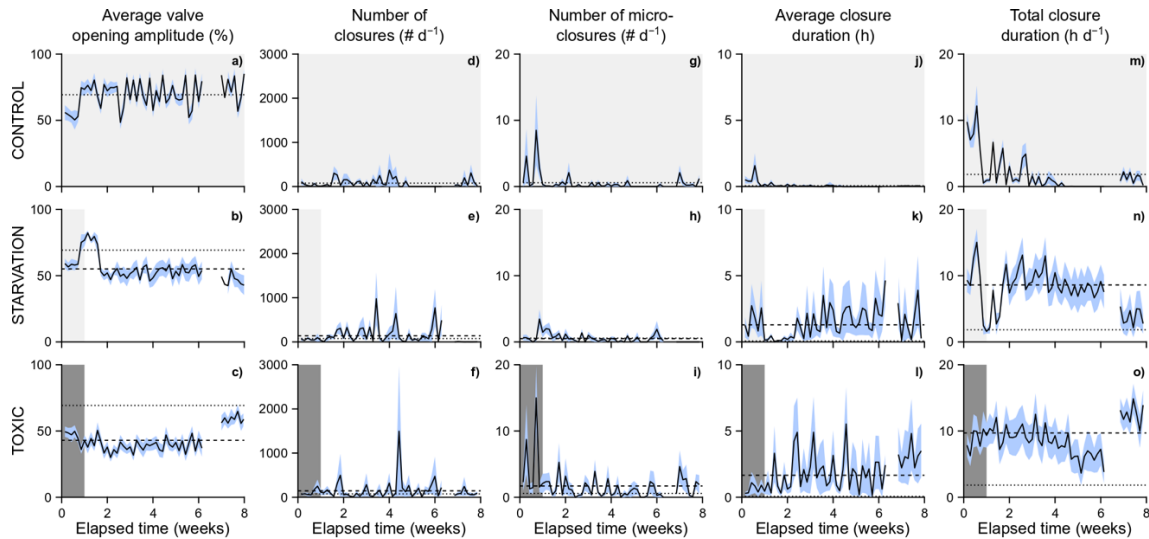 Average valve
opening amplitude (%)
Number of
closures (# d⁻¹)
Number of micro-
closures (# d⁻¹)
Average closure
duration (h)
Total closure
duration (h d⁻¹)
CONTROL
100
50
0
a)
3000
2000
1000
0
d)
20
10
0
g)
10
5
0
j)
20
10
0
m)
STARVATION
100
50
0
b)
3000
2000
1000
0
e)
20
10
0
h)
10
5
0
k)
20
10
0
n)
TOXIC
100
50
0
c)
3000
2000
1000
0
f)
20
10
0
i)
10
5
0
l)
20
10
0
o)
0 2 4 6 8
0 2 4 6 8
0 2 4 6 8
0 2 4 6 8
0 2 4 6 8
Elapsed time (weeks)
Elapsed time (weeks)
Elapsed time (weeks)
Elapsed time (weeks)
Elapsed time (weeks)